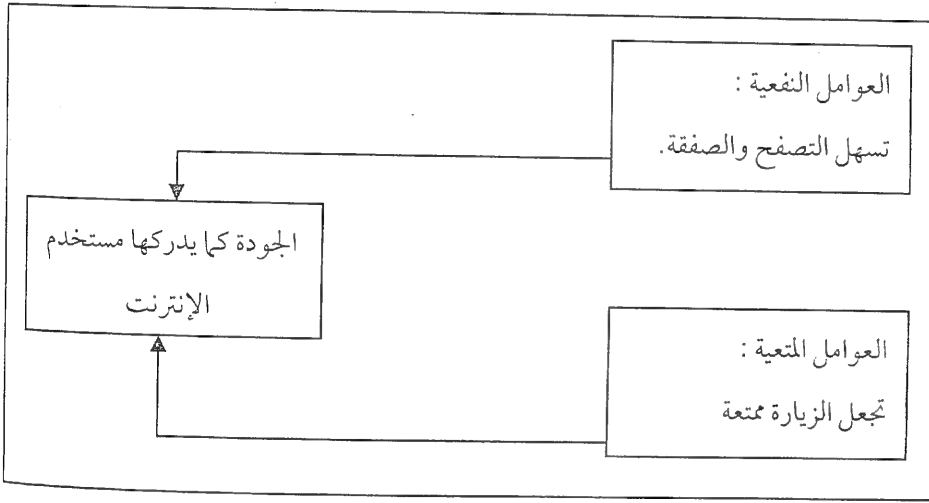 العوامل النفعية :
تسهل التصفح والصفقة.
الجودة كما يدركها مستخدم
الإنترنت
العوامل المتعية :
تجعل الزيارة ممتعة